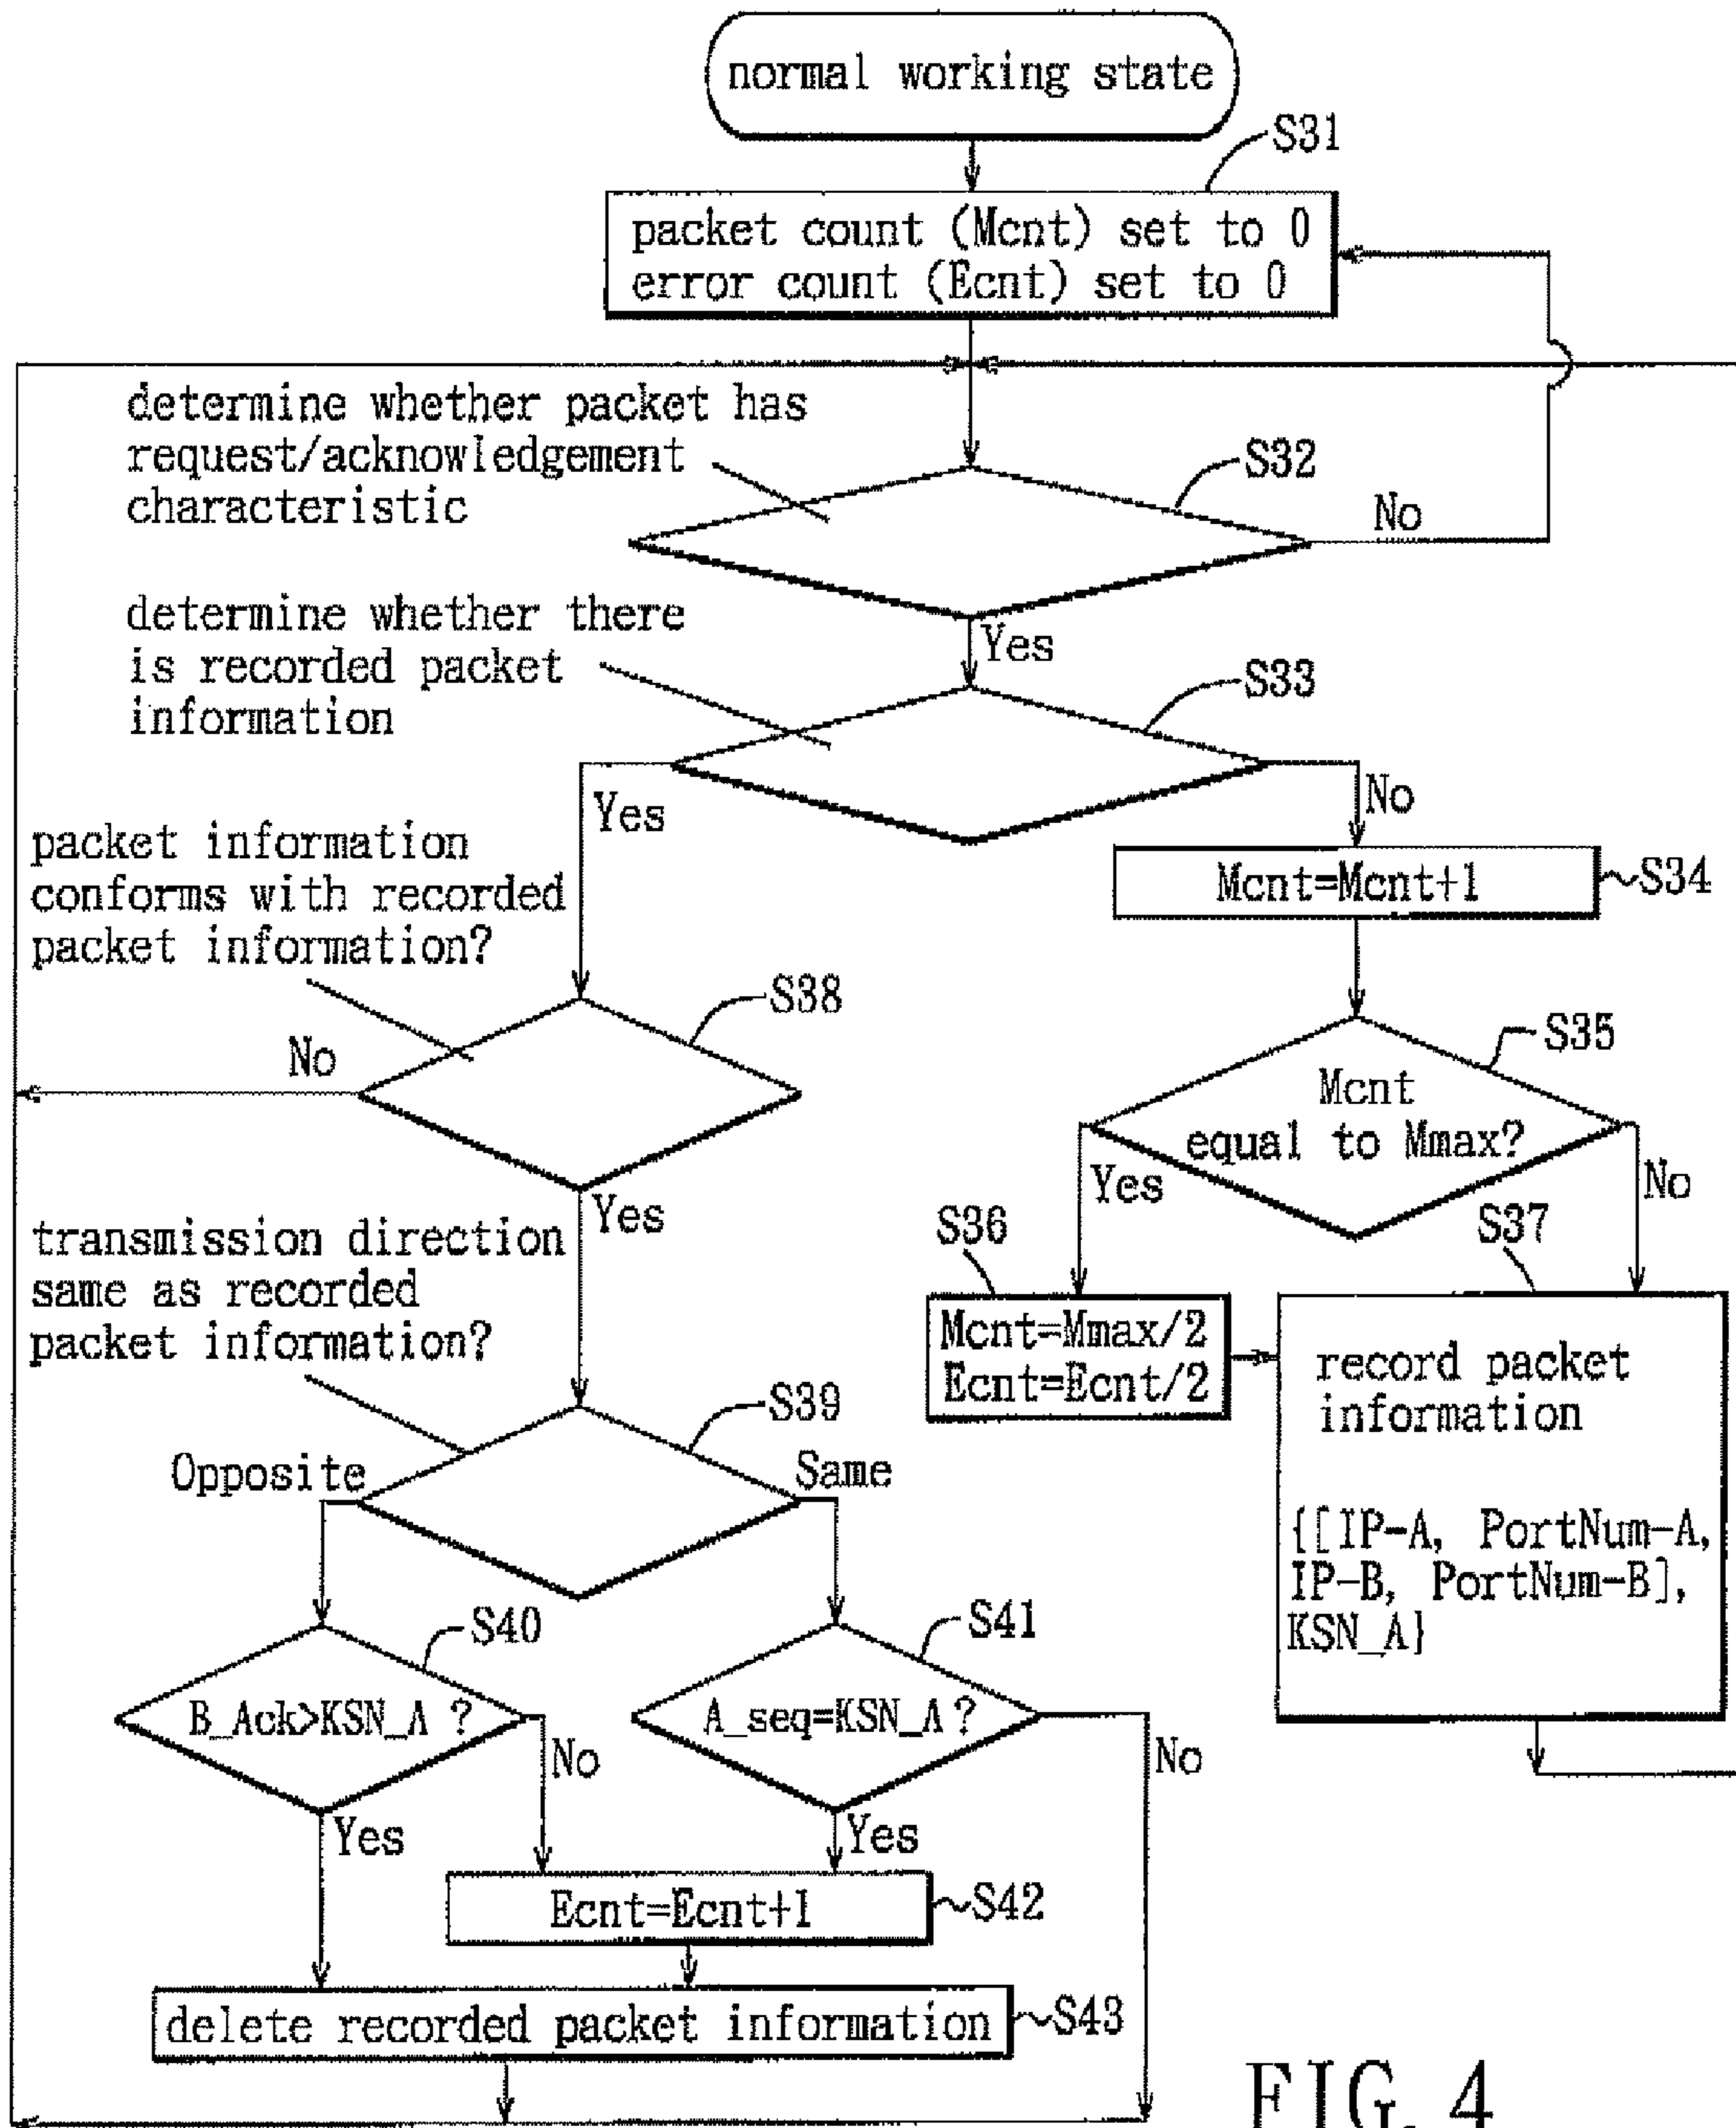 normal working state
S31
packet count (Mcnt) set to 0
error count (Ecnt) set to 0
determine whether packet has
request/acknowledgement
characteristic
S32
No
Yes
determine whether there
is recorded packet
information
S33
Yes
No
Mcnt=Mcnt+1
S34
packet information
conforms with recorded
packet information?
S38
No
Yes
S35
Mcnt
equal to Mmax?
Yes
No
S36
Mcnt=Mmax/2
Ecnt=Ecnt/2
S37
record packet
information
{[IP-A, PortNum-A,
IP-B, PortNum-B],
KSN_A}
transmission direction
same as recorded
packet information?
S39
Opposite
Same
S40
B_Ack>KSN_A ?
No
Yes
S41
A_seq=KSN_A ?
No
Yes
Ecnt=Ecnt+1
S42
delete recorded packet information
S43
FIG. 4